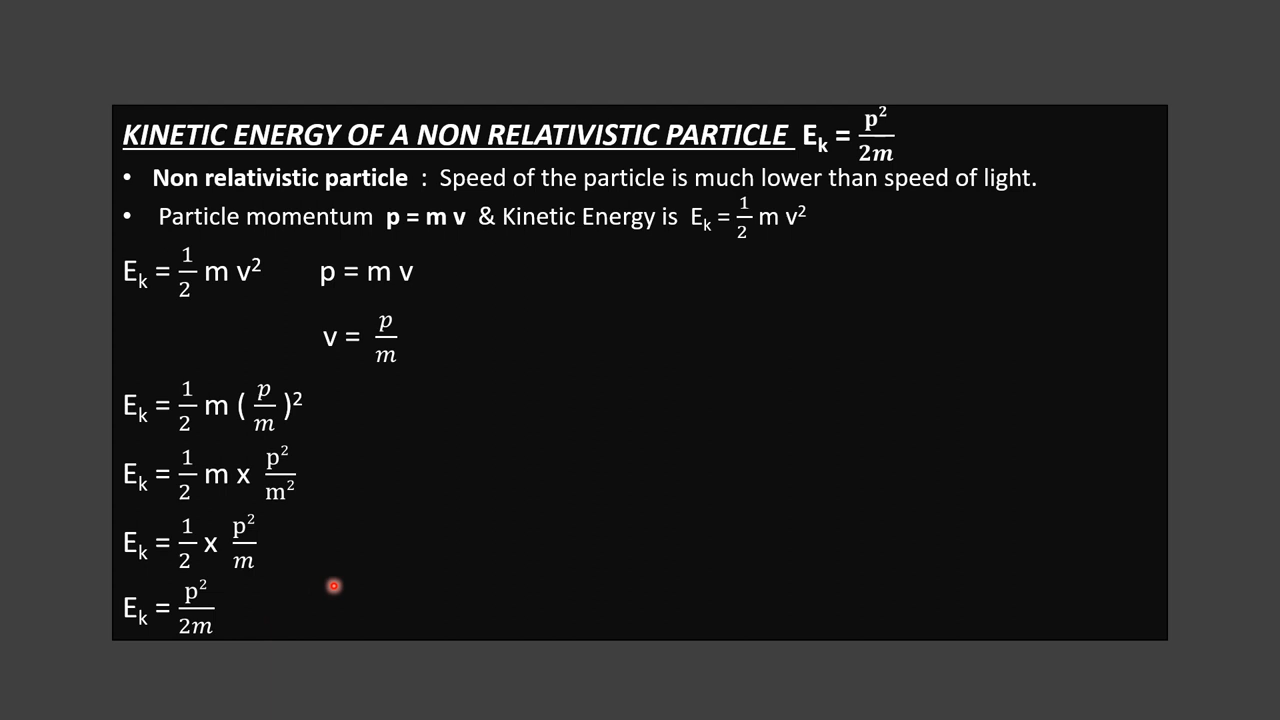 KINETIC ENERGY OF A NON RELATIVISTIC PARTICLE Eₖ = p²/2m
• Non relativistic particle : Speed of the particle is much lower than speed of light.
• Particle momentum p = m v & Kinetic Energy is Eₖ = 1/2 m v²
Eₖ = 1/2 m v² p = m v
v = p/m
Eₖ = 1/2 m ( p/m )²
Eₖ = 1/2 m x p²/m²
Eₖ = 1/2 x p²/m
Eₖ = p²/2m